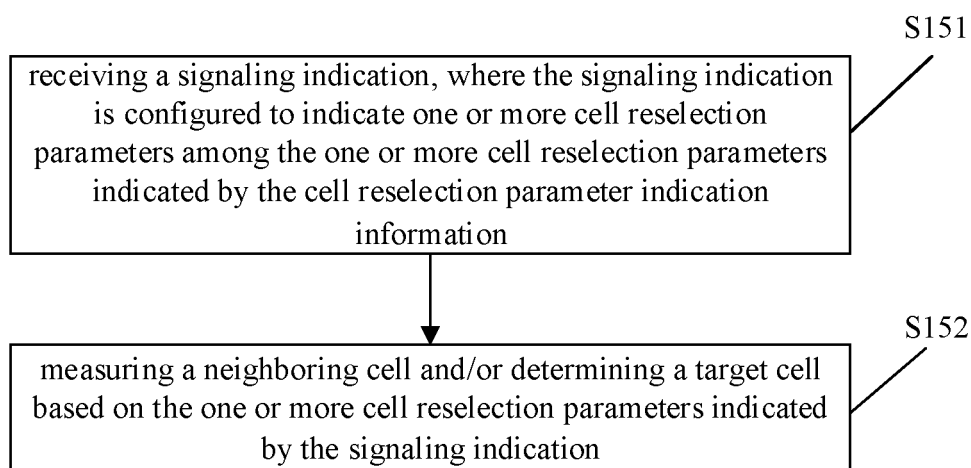 S151
receiving a signaling indication, where the signaling indication
is configured to indicate one or more cell reselection
parameters among the one or more cell reselection parameters
indicated by the cell reselection parameter indication
information
S152
measuring a neighboring cell and/or determining a target cell
based on the one or more cell reselection parameters indicated
by the signaling indication